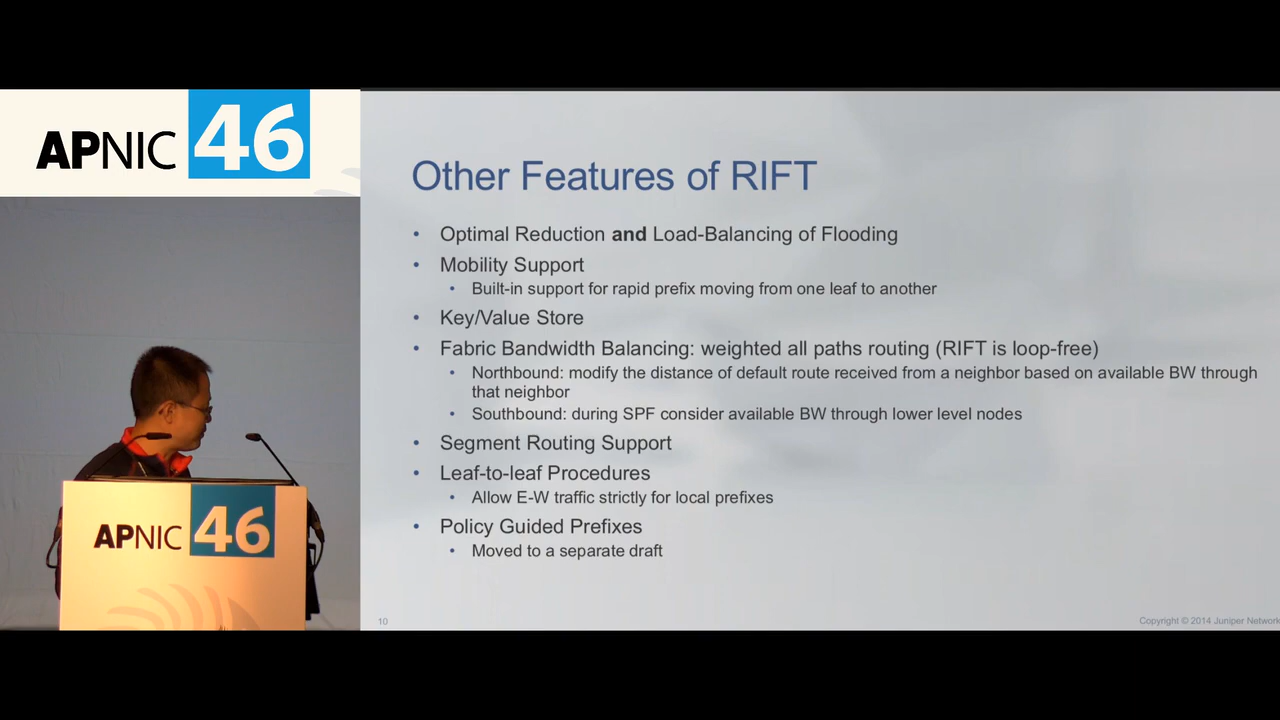 APNIC 46
Other Features of RIFT
• Optimal Reduction and Load-Balancing of Flooding
• Mobility Support
• Built-in support for rapid prefix moving from one leaf to another
• Key/Value Store
• Fabric Bandwidth Balancing: weighted all paths routing (RIFT is loop-free)
• Northbound: modify the distance of default route received from a neighbor based on available BW through
that neighbor
• Southbound: during SPF consider available BW through lower level nodes
• Segment Routing Support
• Leaf-to-leaf Procedures
• Allow E-W traffic strictly for local prefixes
• Policy Guided Prefixes
• Moved to a separate draft
APNIC 46
10
Copyright © 2014 Juniper Network